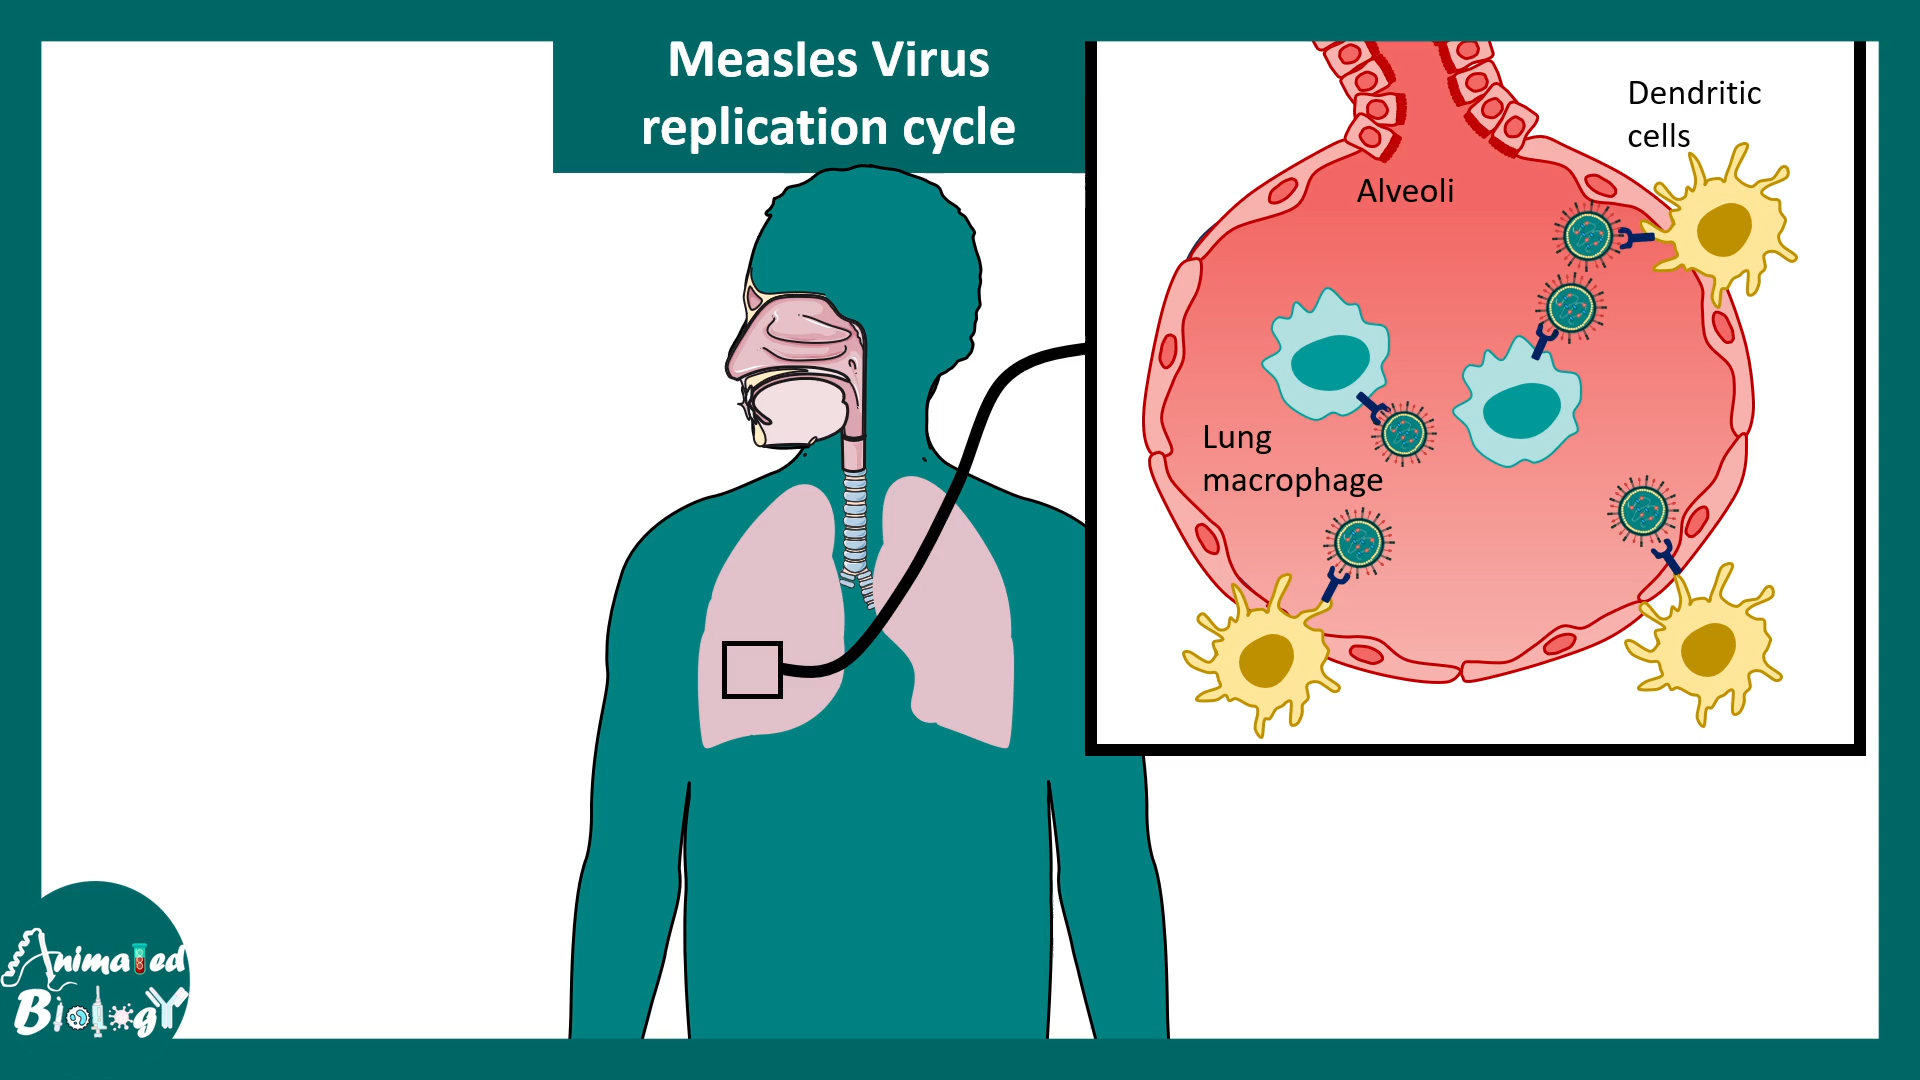 Measles Virus
replication cycle
Dendritic
cells
Alveoli
Lung
macrophage
Animated
Biology